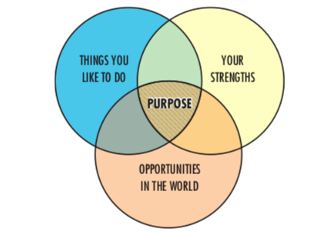 THINGS YOU
LIKE TO DO
YOUR
STRENGTHS
PURPOSE
OPPORTUNITIES
IN THE WORLD